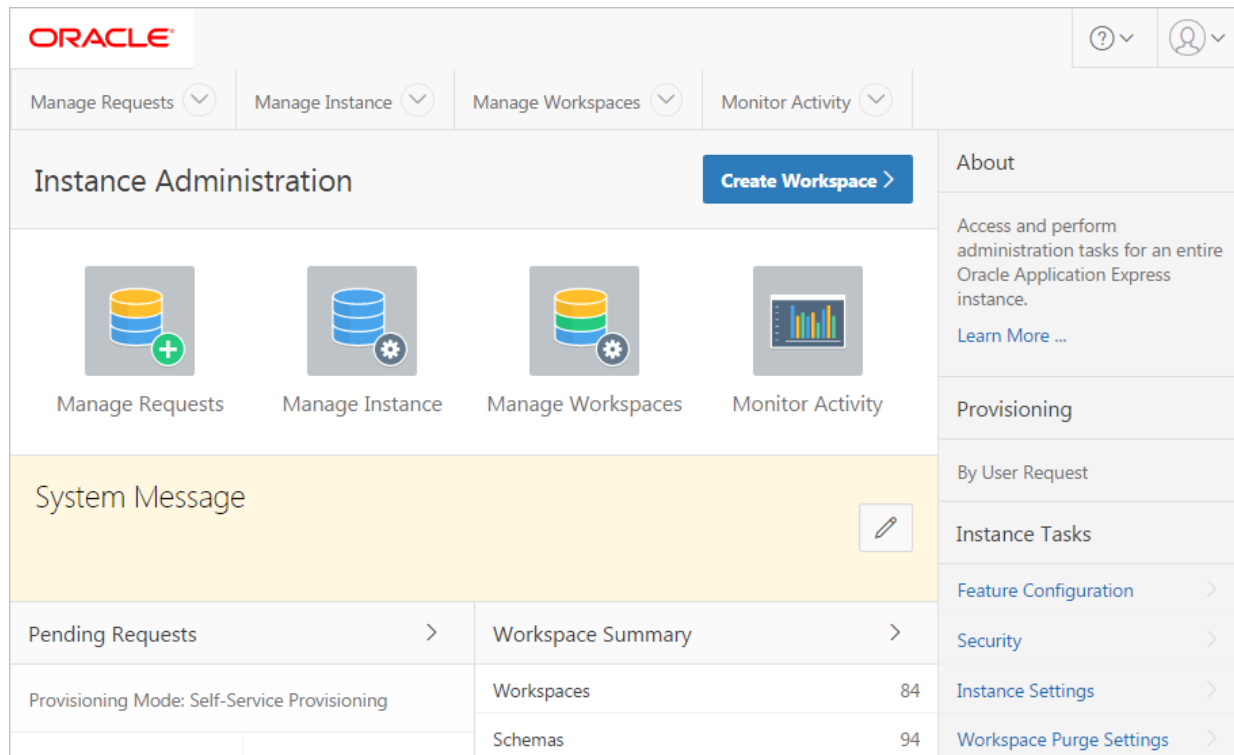 ORACLE
Manage Requests
Manage Instance
Manage Workspaces
Monitor Activity
Instance Administration
Create Workspace >
Manage Requests
Manage Instance
Manage Workspaces
Monitor Activity
System Message
Pending Requests
Provisioning Mode: Self-Service Provisioning
Workspace Summary
Workspaces 84
Schemas 94
About
Access and perform
administration tasks for an entire
Oracle Application Express
instance.
Learn More ...
Provisioning
By User Request
Instance Tasks
Feature Configuration
Security
Instance Settings
Workspace Purge Settings